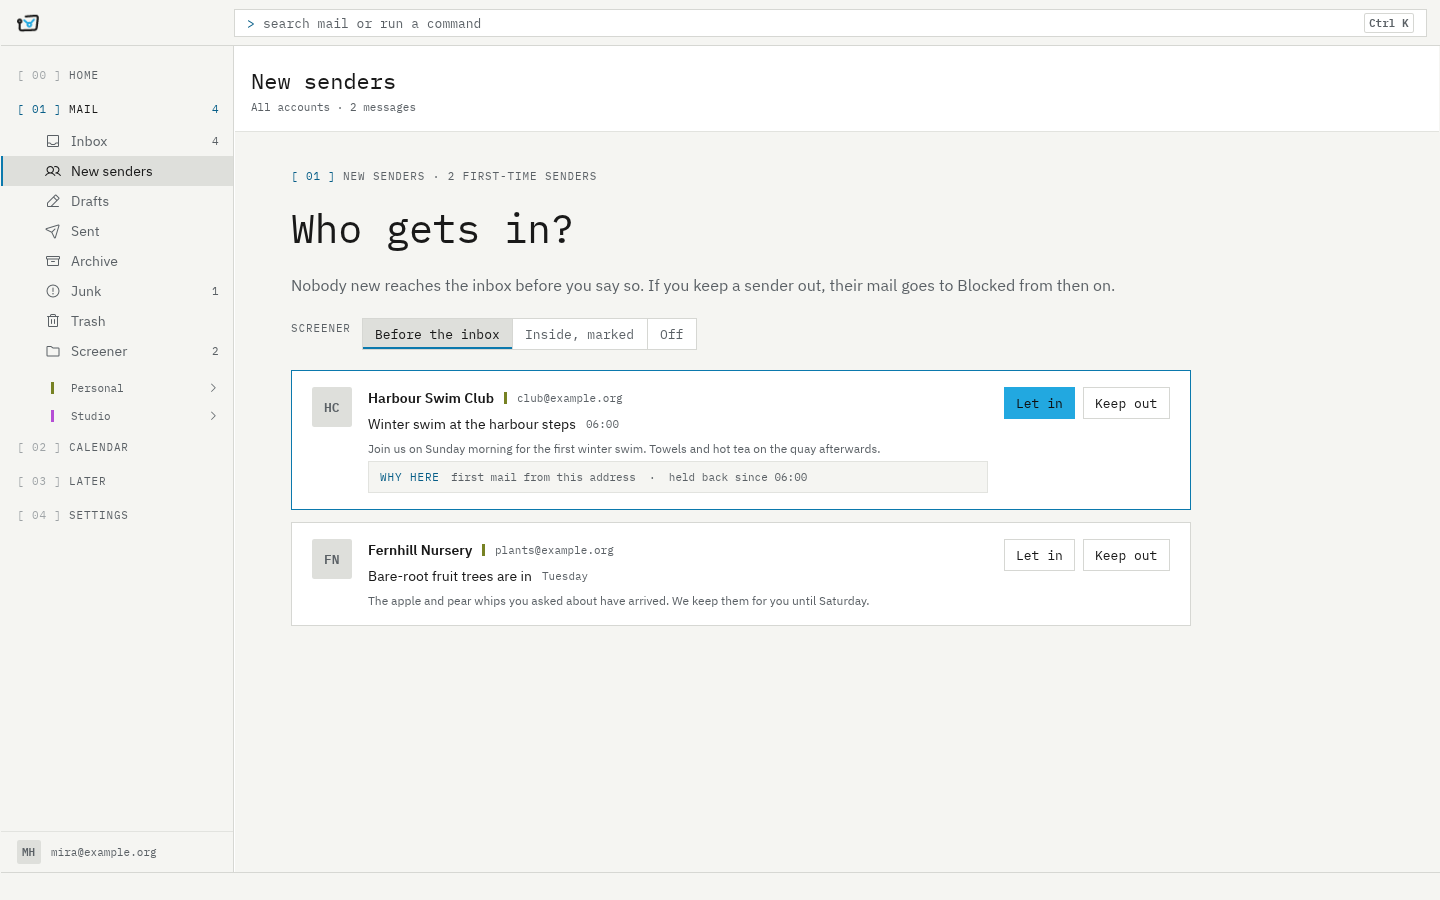 > search mail or run a command Ctrl K
[ 00 ] HOME
[ 01 ] MAIL 4
Inbox 4
New senders
Drafts
Sent
Archive
Junk 1
Trash
Screener 2
Personal
Studio
[ 02 ] CALENDAR
[ 03 ] LATER
[ 04 ] SETTINGS
MH mira@example.org
New senders
All accounts · 2 messages
[ 01 ] NEW SENDERS · 2 FIRST-TIME SENDERS
Who gets in?
Nobody new reaches the inbox before you say so. If you keep a sender out, their mail goes to Blocked from then on.
SCREENER Before the inbox Inside, marked Off
HC Harbour Swim Club club@example.org Let in Keep out
Winter swim at the harbour steps 06:00
Join us on Sunday morning for the first winter swim. Towels and hot tea on the quay afterwards.
WHY HERE first mail from this address · held back since 06:00
FN Fernhill Nursery plants@example.org Let in Keep out
Bare-root fruit trees are in Tuesday
The apple and pear whips you asked about have arrived. We keep them for you until Saturday.